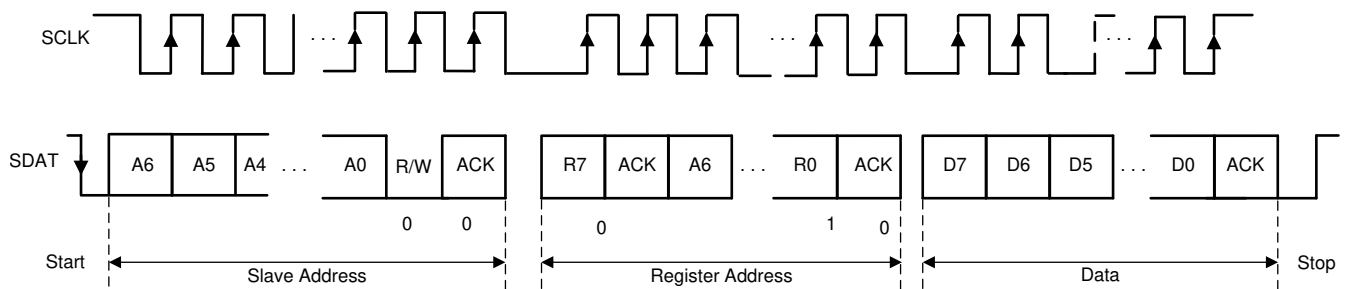 SCLK . . . . . . . . .
SDAT A6 A5 A4 . . . A0 R/W ACK R7 ACK A6 . . . R0 ACK D7 D6 D5 . . . D0 ACK
0 0 0 1 0
Start Slave Address Register Address Data Stop